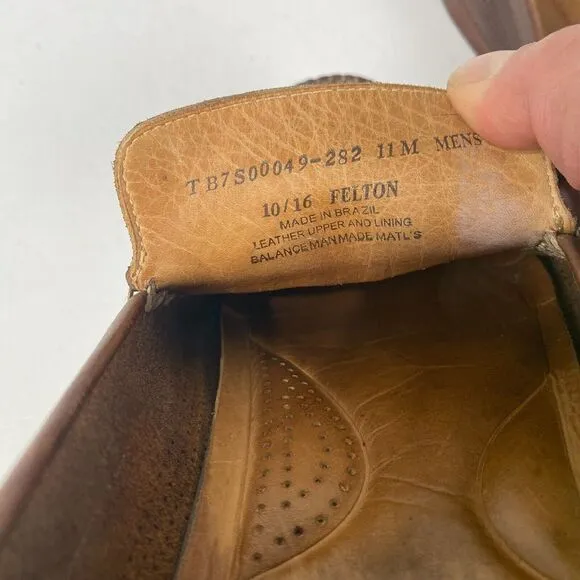 TB7S00049-282 11M MENS
10/16 FELTON
MADE IN BRAZIL
LEATHER UPPER AND LINING
BALANCE MAN MADE MATL'S